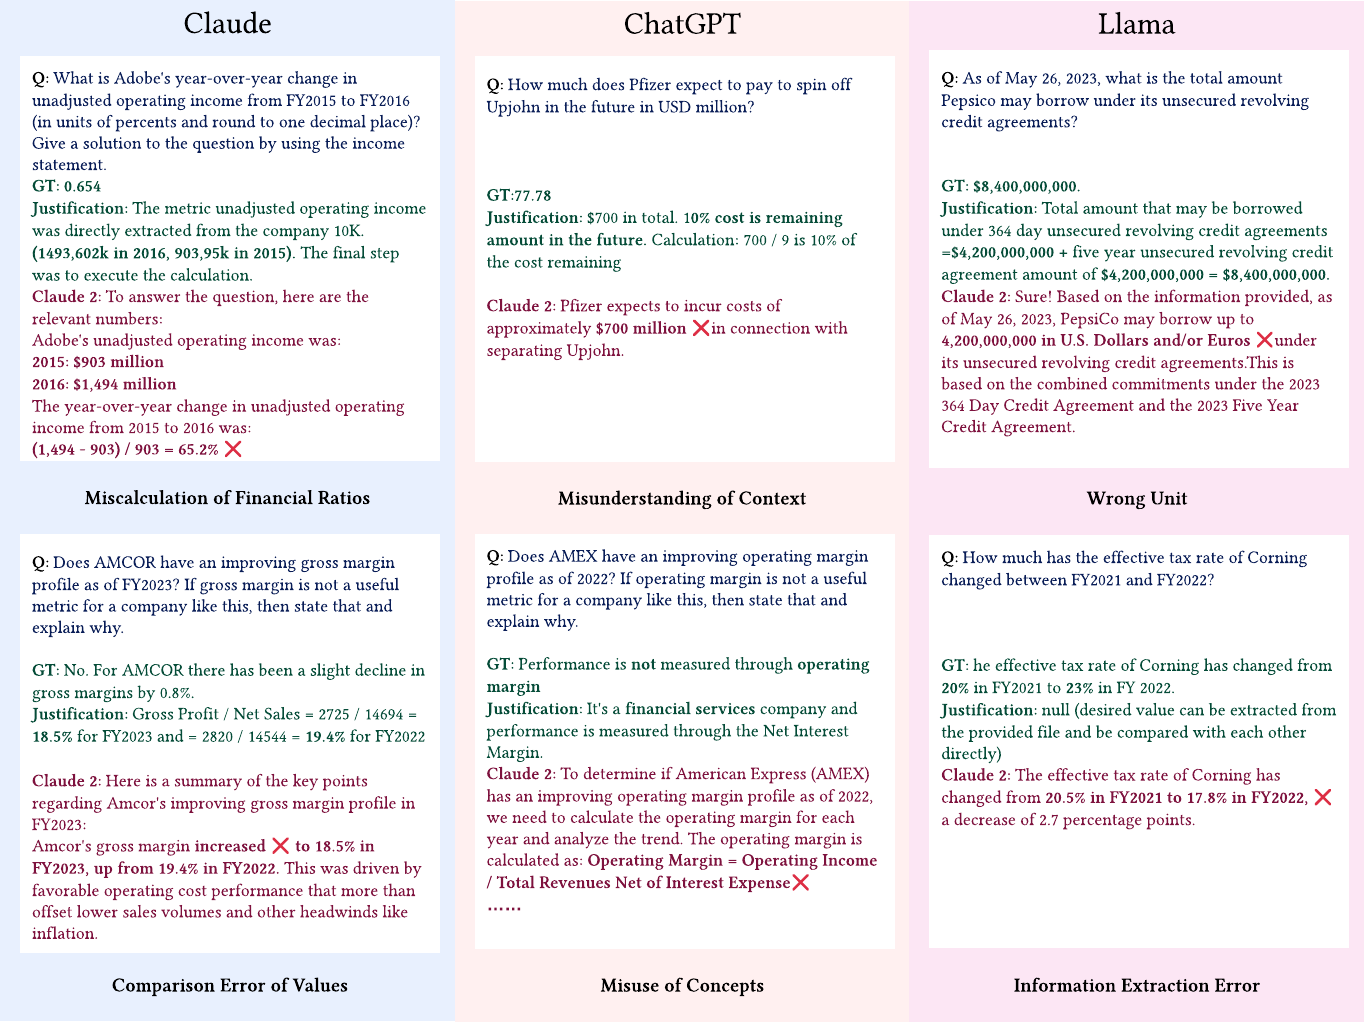 Claude
Q: What is Adobe's year-over-year change in
unadjusted operating income from FY2015 to FY2016
(in units of percents and round to one decimal place)?
Give a solution to the question by using the income
statement.
GT: 0.654
Justification: The metric unadjusted operating income
was directly extracted from the company 10K.
(1493,602k in 2016, 903,95k in 2015). The final step
was to execute the calculation.
Claude 2: To answer the question, here are the
relevant numbers:
Adobe's unadjusted operating income was:
2015: $903 million
2016: $1,494 million
The year-over-year change in unadjusted operating
income from 2015 to 2016 was:
(1,494 - 903) / 903 = 65.2% ❌
Miscalculation of Financial Ratios
Q: Does AMCOR have an improving gross margin
profile as of FY2023? If gross margin is not a useful
metric for a company like this, then state that and
explain why.
GT: No. For AMCOR there has been a slight decline in
gross margins by 0.8%.
Justification: Gross Profit / Net Sales = 2725 / 14694 =
18.5% for FY2023 and = 2820 / 14544 = 19.4% for FY2022
Claude 2: Here is a summary of the key points
regarding Amcor's improving gross margin profile in
FY2023:
Amcor's gross margin increased ❌ to 18.5% in
FY2023, up from 19.4% in FY2022. This was driven by
favorable operating cost performance that more than
offset lower sales volumes and other headwinds like
inflation.
Comparison Error of Values
ChatGPT
Q: How much does Pfizer expect to pay to spin off
Upjohn in the future in USD million?
GT:77.78
Justification: $700 in total. 10% cost is remaining
amount in the future. Calculation: 700 / 9 is 10% of
the cost remaining
Claude 2: Pfizer expects to incur costs of
approximately $700 million ❌in connection with
separating Upjohn.
Misunderstanding of Context
Q: Does AMEX have an improving operating margin
profile as of 2022? If operating margin is not a useful
metric for a company like this, then state that and
explain why.
GT: Performance is not measured through operating
margin
Justification: It's a financial services company and
performance is measured through the Net Interest
Margin.
Claude 2: To determine if American Express (AMEX)
has an improving operating margin profile as of 2022,
we need to calculate the operating margin for each
year and analyze the trend. The operating margin is
calculated as: Operating Margin = Operating Income
/ Total Revenues Net of Interest Expense❌
……
Misuse of Concepts
Llama
Q: As of May 26, 2023, what is the total amount
Pepsico may borrow under its unsecured revolving
credit agreements?
GT: $8,400,000,000.
Justification: Total amount that may be borrowed
under 364 day unsecured revolving credit agreements
=$4,200,000,000 + five year unsecured revolving credit
agreement amount of $4,200,000,000 = $8,400,000,000.
Claude 2: Sure! Based on the information provided, as
of May 26, 2023, PepsiCo may borrow up to
4,200,000,000 in U.S. Dollars and/or Euros ❌under
its unsecured revolving credit agreements.This is
based on the combined commitments under the 2023
364 Day Credit Agreement and the 2023 Five Year
Credit Agreement.
Wrong Unit
Q: How much has the effective tax rate of Corning
changed between FY2021 and FY2022?
GT: he effective tax rate of Corning has changed from
20% in FY2021 to 23% in FY 2022.
Justification: null (desired value can be extracted from
the provided file and be compared with each other
directly)
Claude 2: The effective tax rate of Corning has
changed from 20.5% in FY2021 to 17.8% in FY2022, ❌
a decrease of 2.7 percentage points.
Information Extraction Error